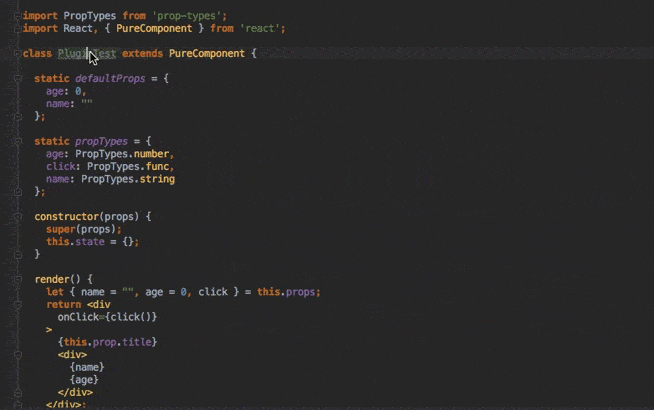 import PropTypes from 'prop-types';
import React, { PureComponent } from 'react';
class PluginTest extends PureComponent {
static defaultProps = {
age: 0,
name: ""
};
static propTypes = {
age: PropTypes.number,
click: PropTypes.func,
name: PropTypes.string
};
constructor(props) {
super(props);
this.state = {};
}
render() {
let { name = "", age = 0, click } = this.props;
return <div
onClick={click()}
>
{this.prop.title}
<div>
{name}
{age}
</div>
</div>;